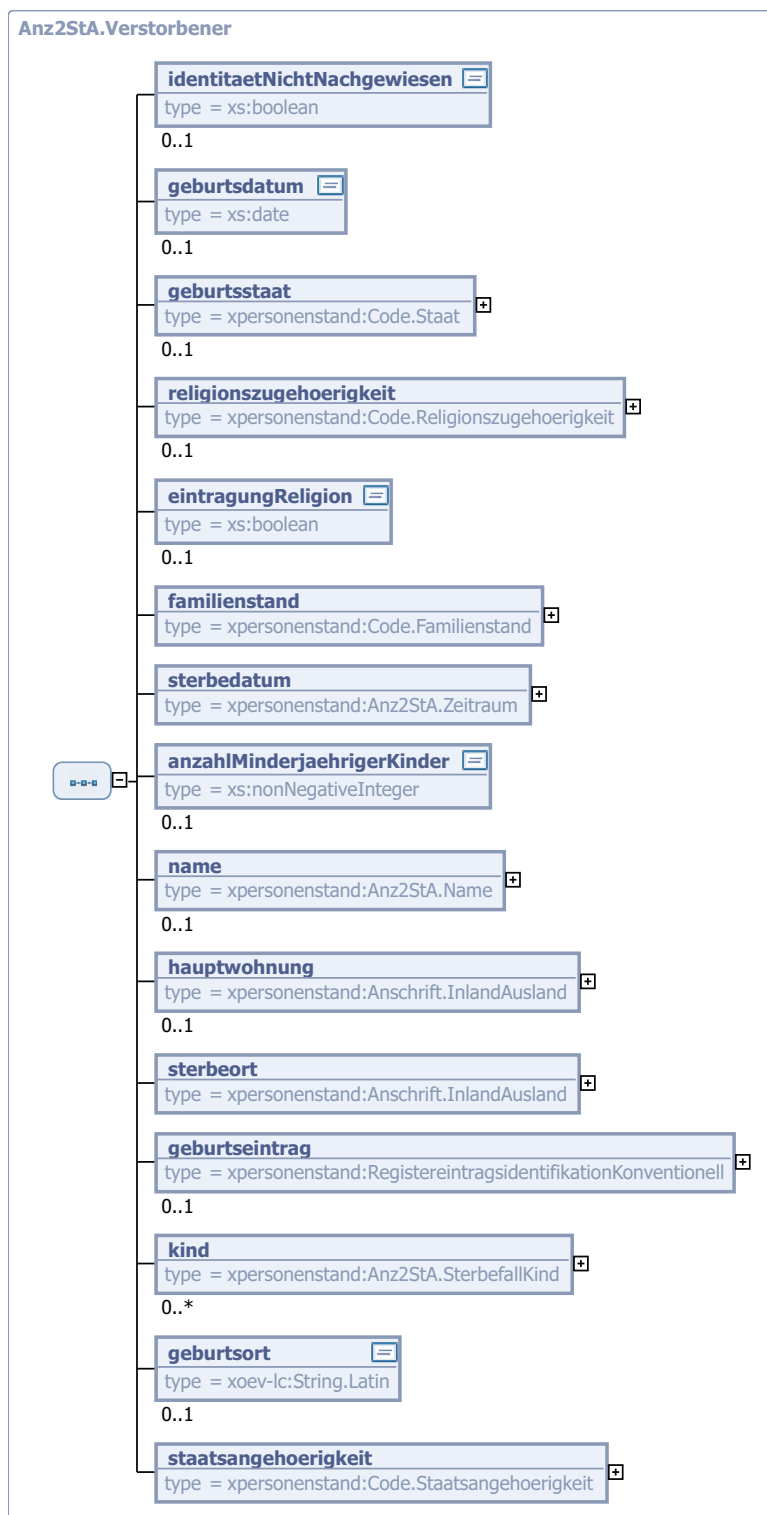 Anz2StA.Verstorbener
identitaetNichtNachgewiesen
type = xs:boolean
0..1
geburtsdatum
type = xs:date
0..1
geburtsstaat
type = xpersonenstand:Code.Staat
0..1
religionszugehoerigkeit
type = xpersonenstand:Code.Religionszugehoerigkeit
0..1
eintragungReligion
type = xs:boolean
0..1
familienstand
type = xpersonenstand:Code.Familienstand
sterbedatum
type = xpersonenstand:Anz2StA.Zeitraum
anzahlMinderjaehrigerKinder
type = xs:nonNegativeInteger
0..1
name
type = xpersonenstand:Anz2StA.Name
0..1
hauptwohnung
type = xpersonenstand:Anschrift.InlandAusland
0..1
sterbeort
type = xpersonenstand:Anschrift.InlandAusland
geburtseintrag
type = xpersonenstand:RegistereintragsidentifikationKonventionell
0..1
kind
type = xpersonenstand:Anz2StA.SterbefallKind
0..*
geburtsort
type = xoev-lc:String.Latin
0..1
staatsangehoerigkeit
type = xpersonenstand:Code.Staatsangehoerigkeit